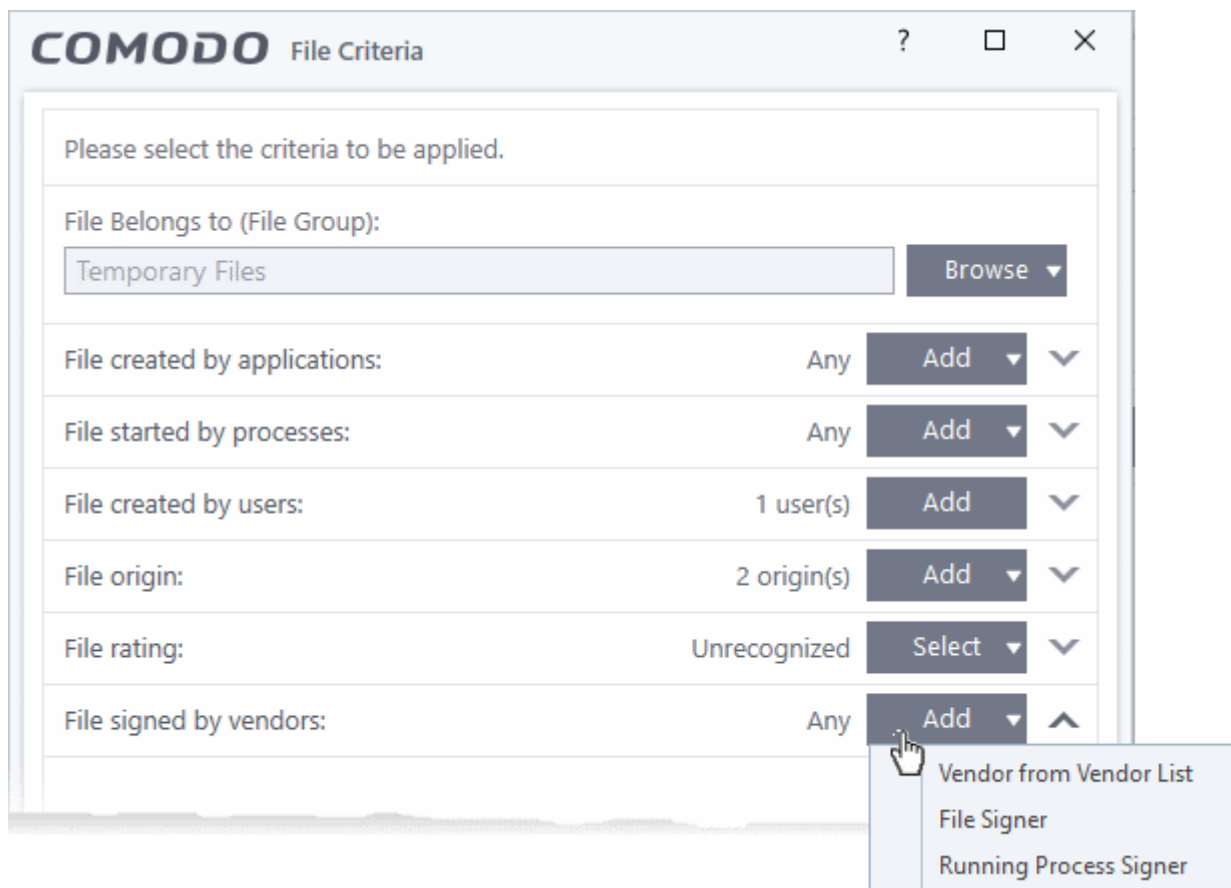 COMODO File Criteria ?
Please select the criteria to be applied.
File Belongs to (File Group):
Temporary Files Browse
File created by applications: Any Add
File started by processes: Any Add
File created by users: 1 user(s) Add
File origin: 2 origin(s) Add
File rating: Unrecognized Select
File signed by vendors: Any Add
Vendor from Vendor List
File Signer
Running Process Signer